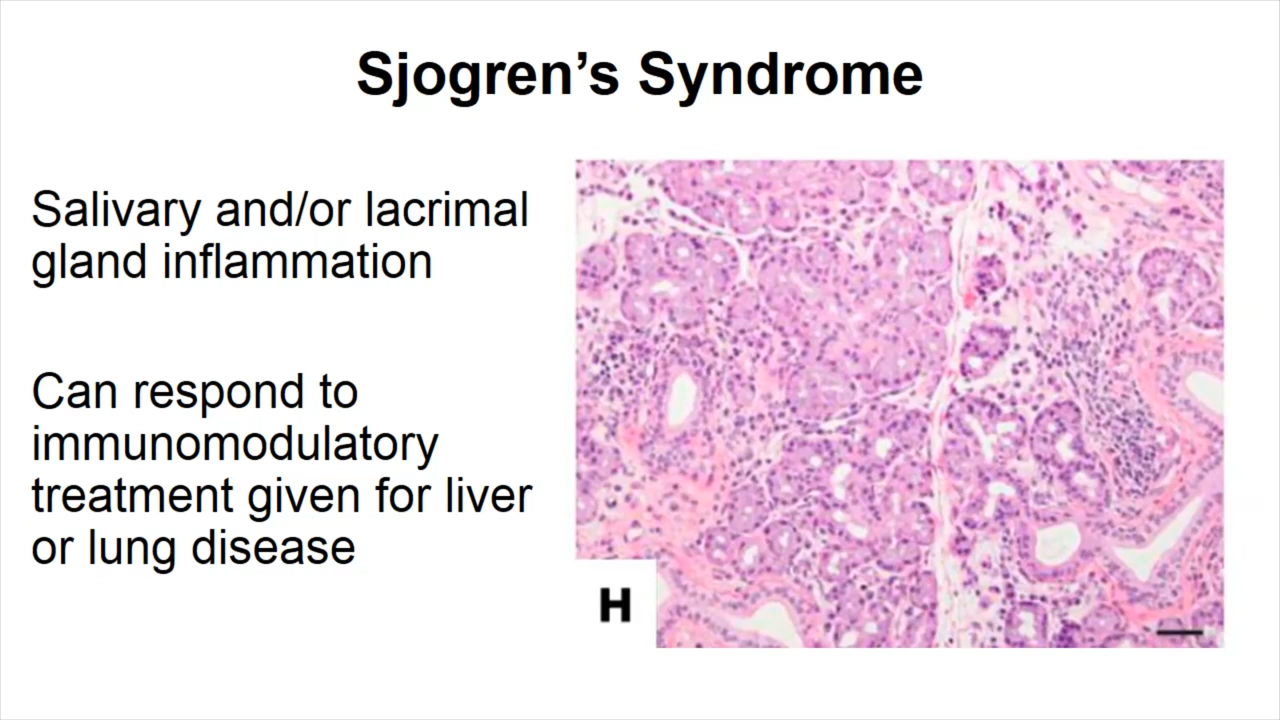 Sjogren’s Syndrome
Salivary and/or lacrimal
gland inflammation
Can respond to
immunomodulatory
treatment given for liver
or lung disease
H